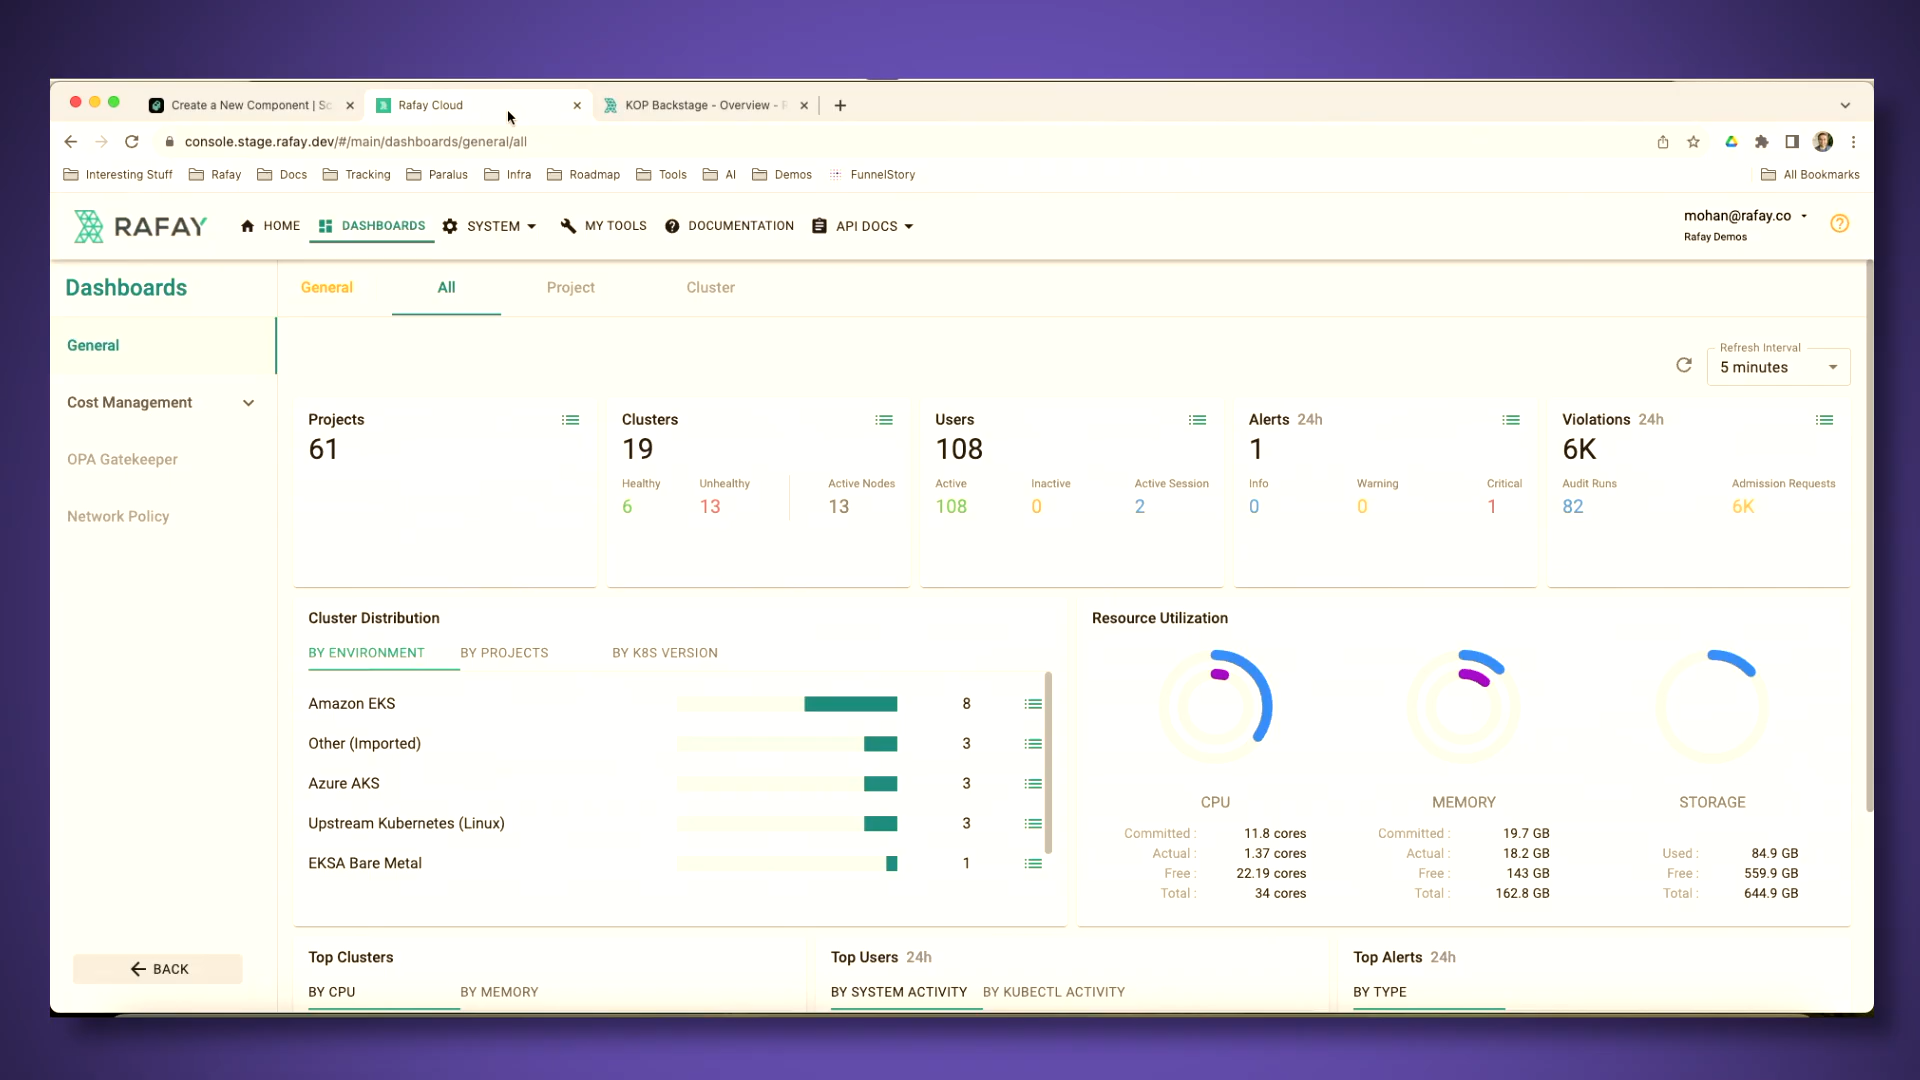 Create a New Component | Sc
Rafay Cloud
KOP Backstage - Overview -
console.stage.rafay.dev/#/main/dashboards/general/all
Interesting Stuff
Rafay
Docs
Tracking
Paralus
Infra
Roadmap
Tools
AI
Demos
FunnelStory
All Bookmarks
RAFAY
HOME
DASHBOARDS
SYSTEM
MY TOOLS
DOCUMENTATION
API DOCS
mohan@rafay.co
Rafay Demos
Dashboards
General
All
Project
Cluster
General
Cost Management
OPA Gatekeeper
Network Policy
BACK
Refresh Interval
5 minutes
Projects
61
Clusters
19
Healthy
Unhealthy
Active Nodes
6
13
13
Users
108
Active
Inactive
Active Session
108
0
2
Alerts 24h
1
Info
Warning
Critical
0
0
1
Violations 24h
6K
Audit Runs
Admission Requests
82
6K
Cluster Distribution
BY ENVIRONMENT
BY PROJECTS
BY K8S VERSION
Amazon EKS 8
Other (Imported) 3
Azure AKS 3
Upstream Kubernetes (Linux) 3
EKSA Bare Metal 1
Resource Utilization
CPU
Committed : 11.8 cores
Actual : 1.37 cores
Free : 22.19 cores
Total : 34 cores
MEMORY
Committed : 19.7 GB
Actual : 18.2 GB
Free : 143 GB
Total : 162.8 GB
STORAGE
Used : 84.9 GB
Free : 559.9 GB
Total : 644.9 GB
Top Clusters
BY CPU
BY MEMORY
Top Users 24h
BY SYSTEM ACTIVITY
BY KUBECTL ACTIVITY
Top Alerts 24h
BY TYPE